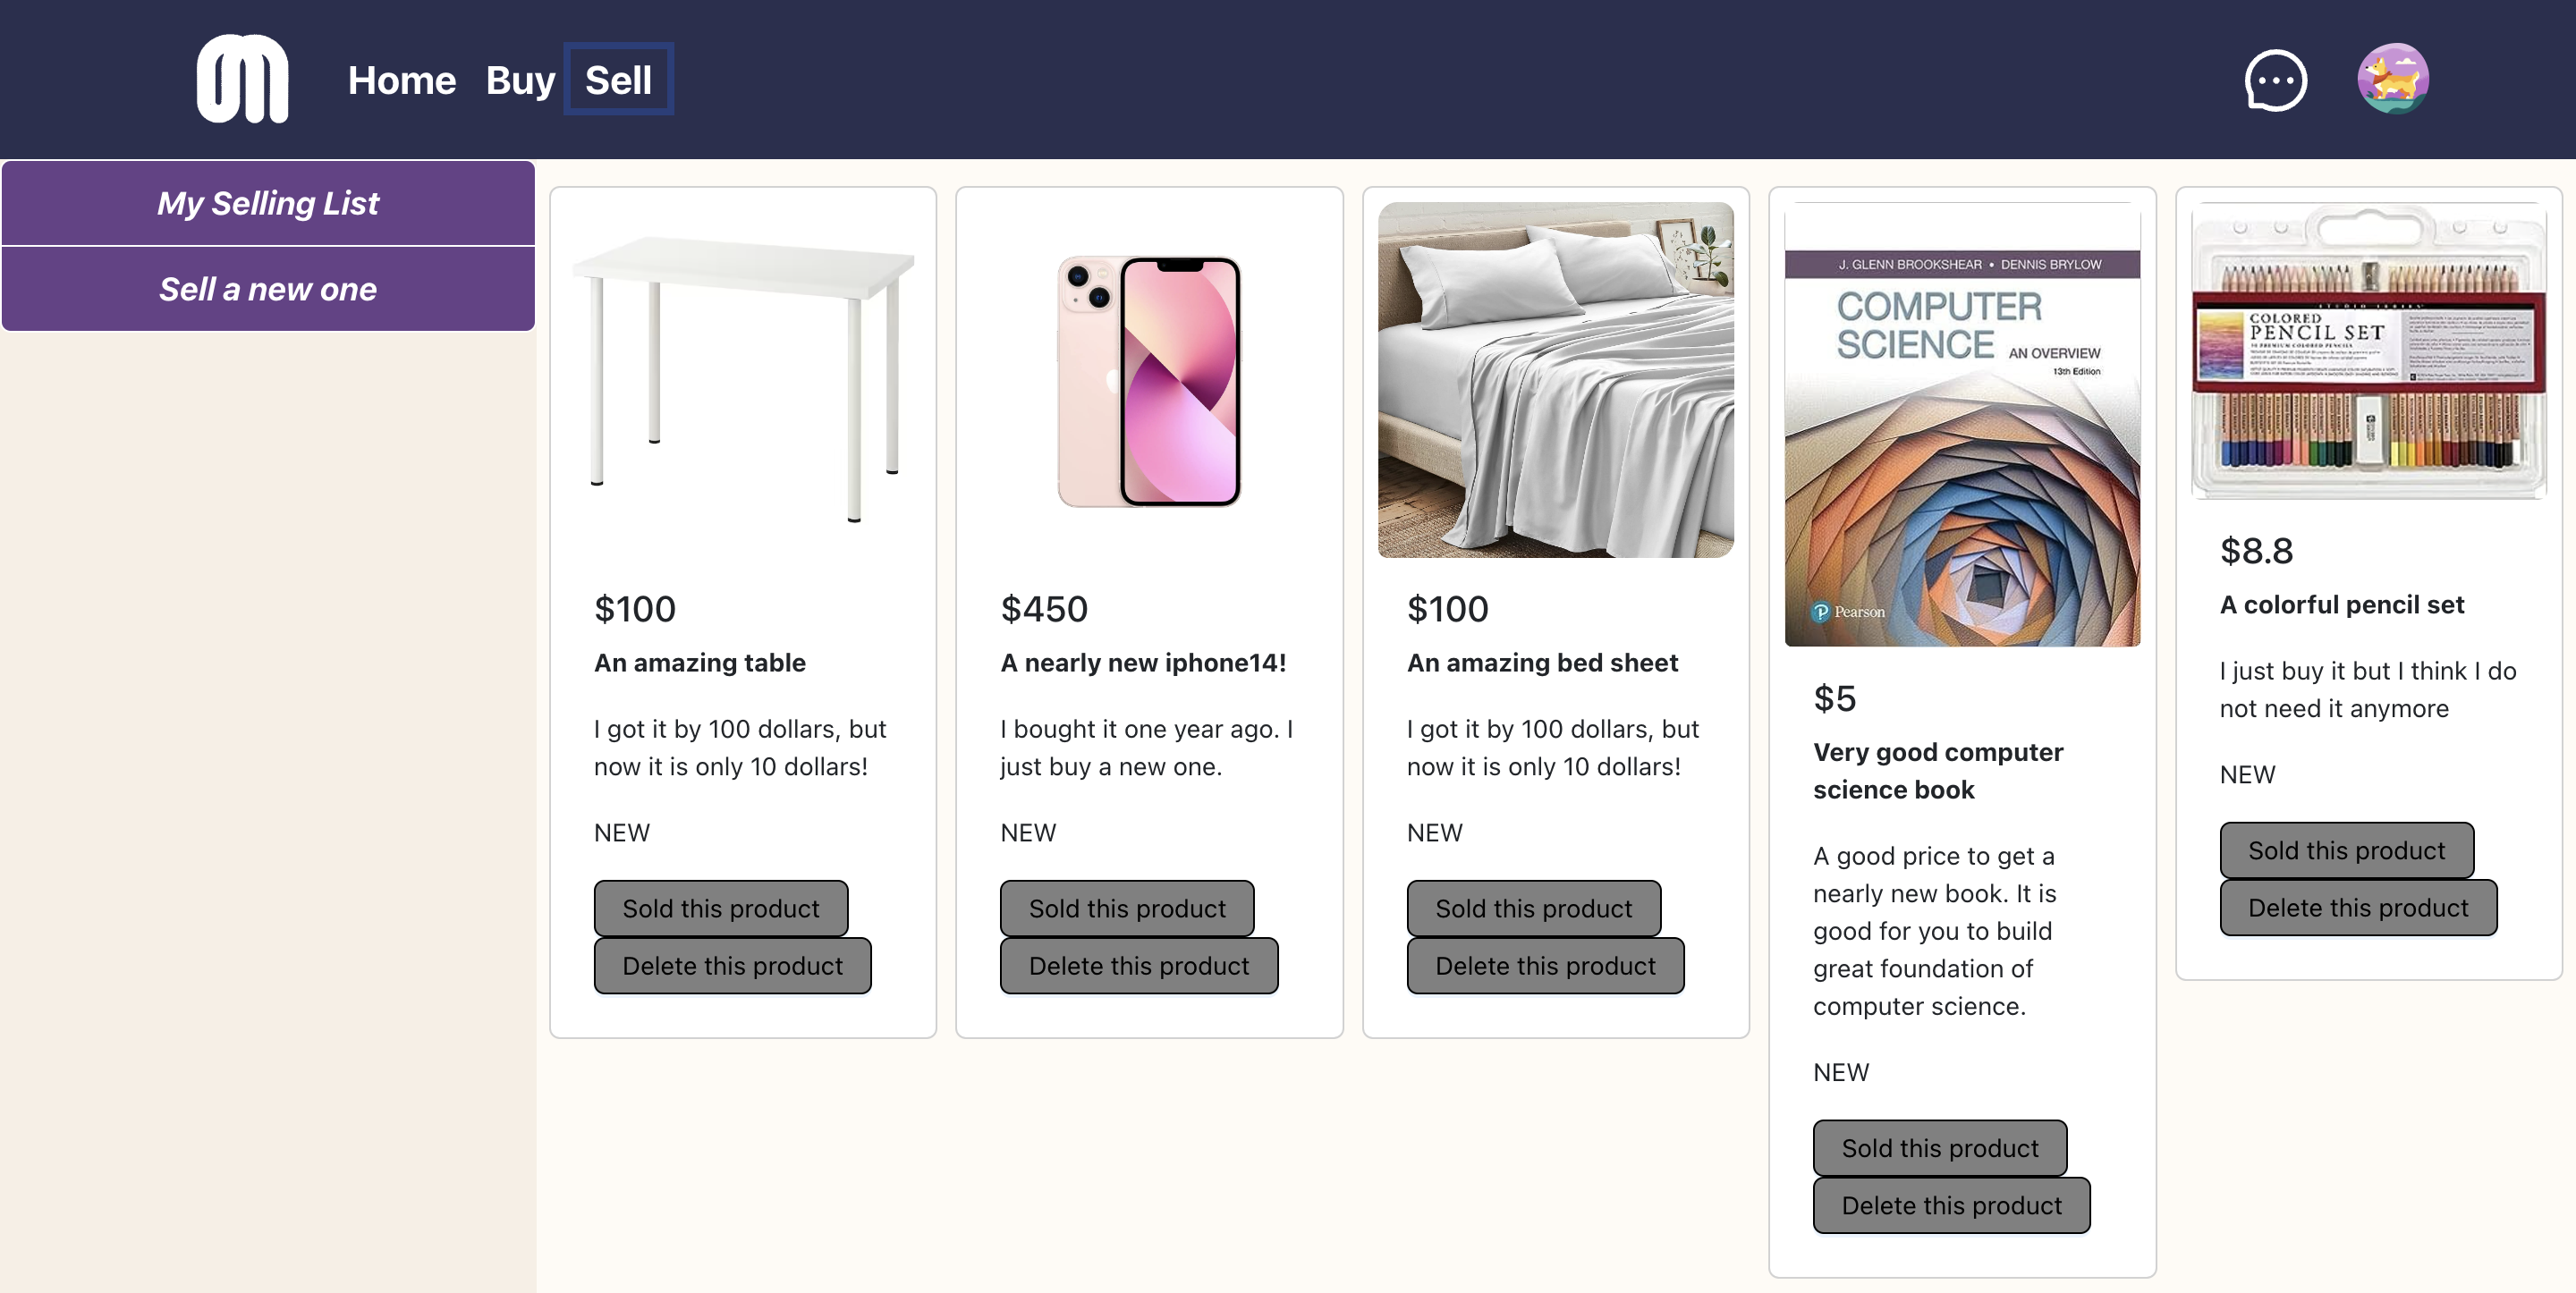 Home Buy Sell
My Selling List
Sell a new one
$100
An amazing table
I got it by 100 dollars, but
now it is only 10 dollars!
NEW
Sold this product
Delete this product
$450
A nearly new iphone14!
I bought it one year ago. I
just buy a new one.
NEW
Sold this product
Delete this product
$100
An amazing bed sheet
I got it by 100 dollars, but
now it is only 10 dollars!
NEW
Sold this product
Delete this product
J. GLENN BROOKSHEAR • DENNIS BRYLOW
COMPUTER
SCIENCE AN OVERVIEW
13th Edition
Pearson
$5
Very good computer
science book
A good price to get a
nearly new book. It is
good for you to build
great foundation of
computer science.
NEW
Sold this product
Delete this product
STUDIO SERIES
COLORED
PENCIL SET
$8.8
A colorful pencil set
I just buy it but I think I do
not need it anymore
NEW
Sold this product
Delete this product